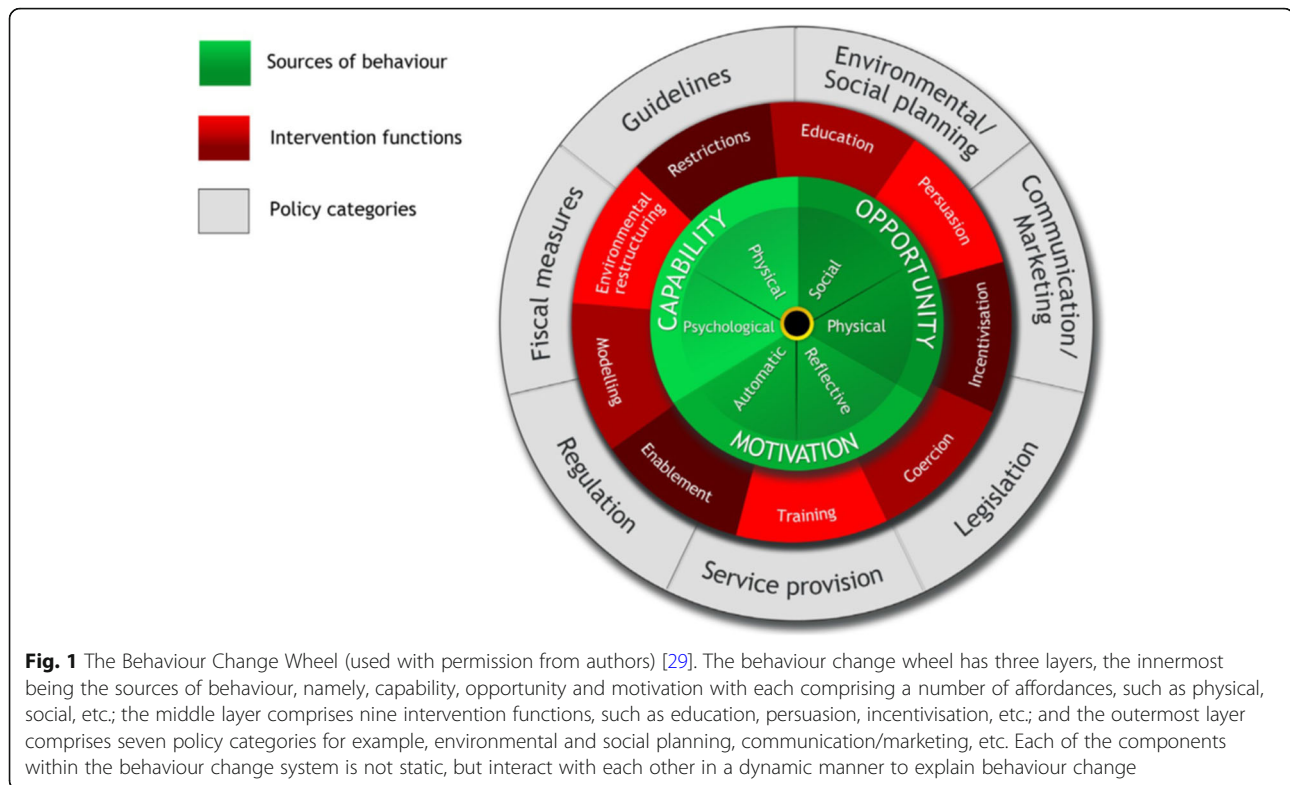 Sources of behaviour
Intervention functions
Policy categories
Guidelines
Environmental/
Social planning
Communication/
Marketing
Legislation
Service provision
Regulation
Fiscal measures
Restrictions
Education
Persuasion
Incentivisation
Coercion
Training
Enablement
Modelling
Environmental
restructuring
CAPABILITY
OPPORTUNITY
MOTIVATION
Physical
Social
Psychological
Physical
Automatic
Reflective
Fig. 1 The Behaviour Change Wheel (used with permission from authors) [29]. The behaviour change wheel has three layers, the innermost
being the sources of behaviour, namely, capability, opportunity and motivation with each comprising a number of affordances, such as physical,
social, etc.; the middle layer comprises nine intervention functions, such as education, persuasion, incentivisation, etc.; and the outermost layer
comprises seven policy categories for example, environmental and social planning, communication/marketing, etc. Each of the components
within the behaviour change system is not static, but interact with each other in a dynamic manner to explain behaviour change